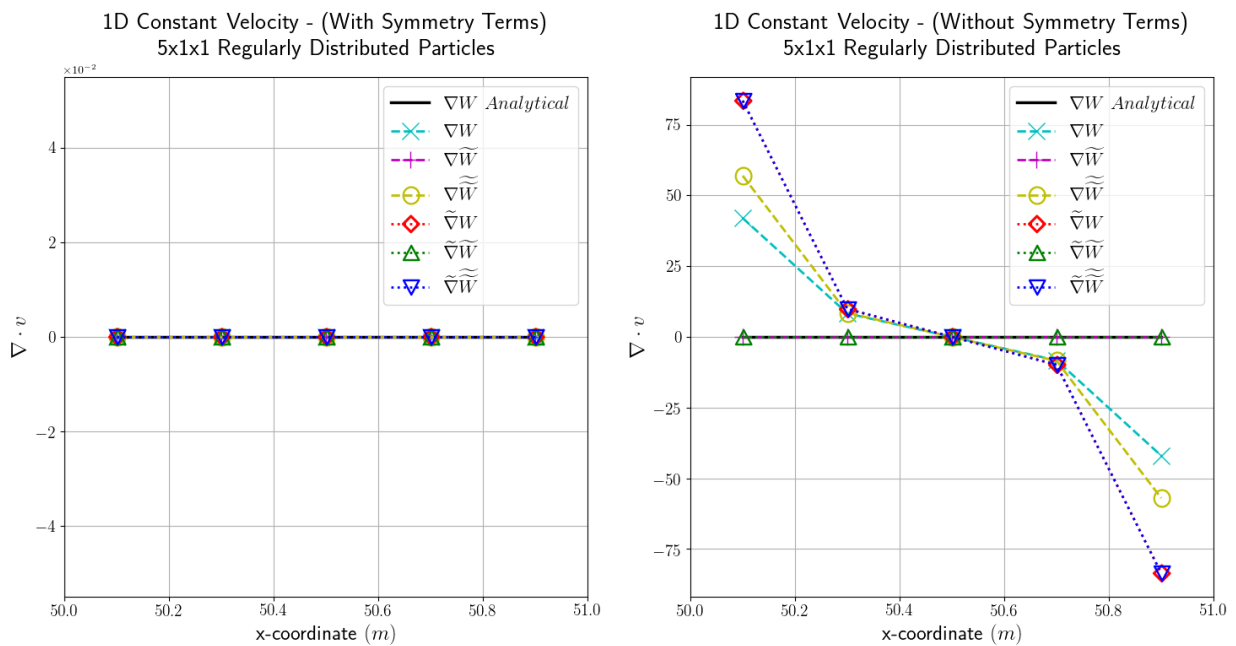 1D Constant Velocity - (With Symmetry Terms)
5x1x1 Regularly Distributed Particles
×10⁻²
4
2
0
−2
−4
∇ · v
50.0 50.2 50.4 50.6 50.8 51.0
x-coordinate (m)
∇W Analytical
∇W
∇W̃
∇W̃̃
∇̃W
∇̃W̃
∇̃W̃̃
1D Constant Velocity - (Without Symmetry Terms)
5x1x1 Regularly Distributed Particles
75
50
25
0
−25
−50
−75
∇ · v
50.0 50.2 50.4 50.6 50.8 51.0
x-coordinate (m)
∇W Analytical
∇W
∇W̃
∇W̃̃
∇̃W
∇̃W̃
∇̃W̃̃